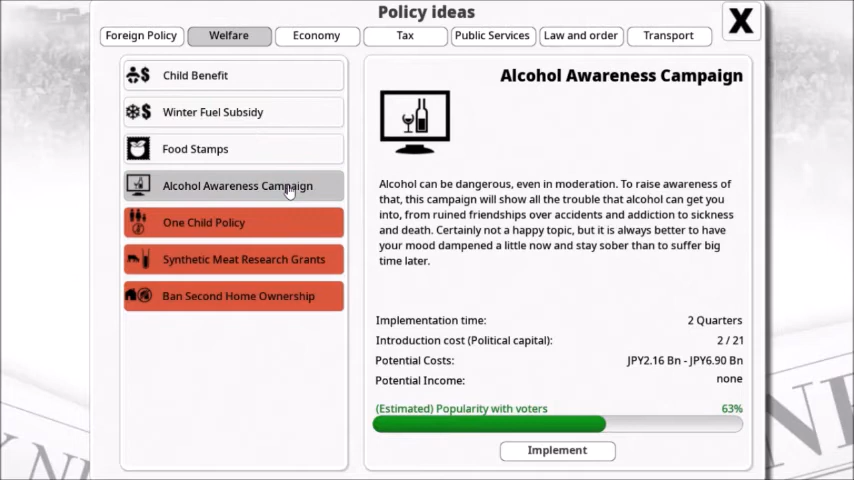 Policy ideas
X
Foreign Policy
Welfare
Economy
Tax
Public Services
Law and order
Transport
Child Benefit
Winter Fuel Subsidy
Food Stamps
Alcohol Awareness Campaign
One Child Policy
Synthetic Meat Research Grants
Ban Second Home Ownership
Alcohol Awareness Campaign
Alcohol can be dangerous, even in moderation. To raise awareness of
that, this campaign will show all the trouble that alcohol can get you
into, from ruined friendships over accidents and addiction to sickness
and death. Certainly not a happy topic, but it is always better to have
your mood dampened a little now and stay sober than to suffer big
time later.
Implementation time: 2 Quarters
Introduction cost (Political capital): 2 / 21
Potential Costs: JPY2.16 Bn - JPY6.90 Bn
Potential Income: none
(Estimated) Popularity with voters 63%
Implement